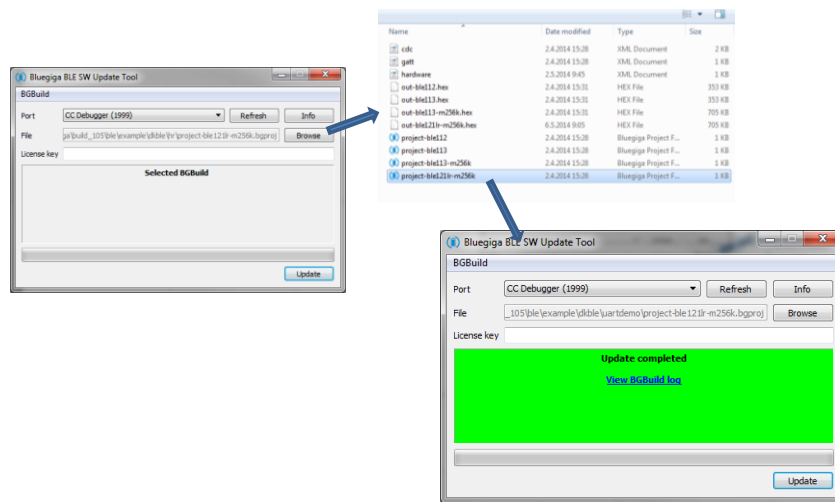 Bluegiga BLE SW Update Tool
BGBuild
Port CC Debugger (1999) Refresh Info
File ga\build_105\ble\example\dkble\hr\project-ble121lr-m256k.bgproj Browse
License key
Selected BGBuild
Update
Name Date modified Type Size
cdc 2.4.2014 15:28 XML Document 2 KB
gatt 2.4.2014 15:28 XML Document 1 KB
hardware 2.5.2014 9:45 XML Document 1 KB
out-ble112.hex 2.4.2014 15:31 HEX File 353 KB
out-ble113.hex 2.4.2014 15:31 HEX File 353 KB
out-ble113-m256k.hex 2.4.2014 15:31 HEX File 705 KB
out-ble121lr-m256k.hex 6.5.2014 9:05 HEX File 705 KB
project-ble112 2.4.2014 15:28 Bluegiga Project F... 1 KB
project-ble113 2.4.2014 15:28 Bluegiga Project F... 1 KB
project-ble113-m256k 2.4.2014 15:28 Bluegiga Project F... 1 KB
project-ble121lr-m256k 2.4.2014 15:28 Bluegiga Project F... 1 KB
Bluegiga BLE SW Update Tool
BGBuild
Port CC Debugger (1999) Refresh Info
File _105\ble\example\dkble\uartdemo\project-ble121lr-m256k.bgproj Browse
License key
Update completed
View BGBuild log
Update